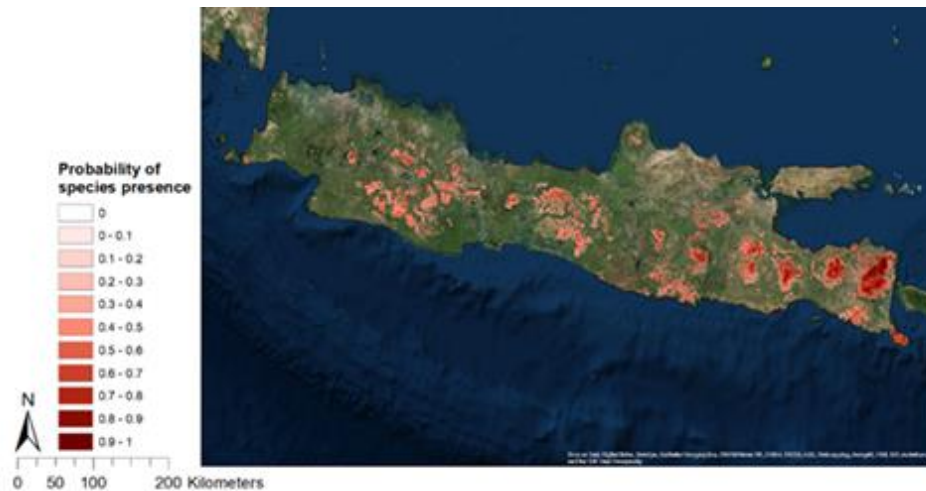 Probability of
species presence
0
0 - 0.1
0.1 - 0.2
0.2 - 0.3
0.3 - 0.4
0.4 - 0.5
0.5 - 0.6
0.6 - 0.7
0.7 - 0.8
0.8 - 0.9
0.9 - 1
N
0 50 100 200 Kilometers